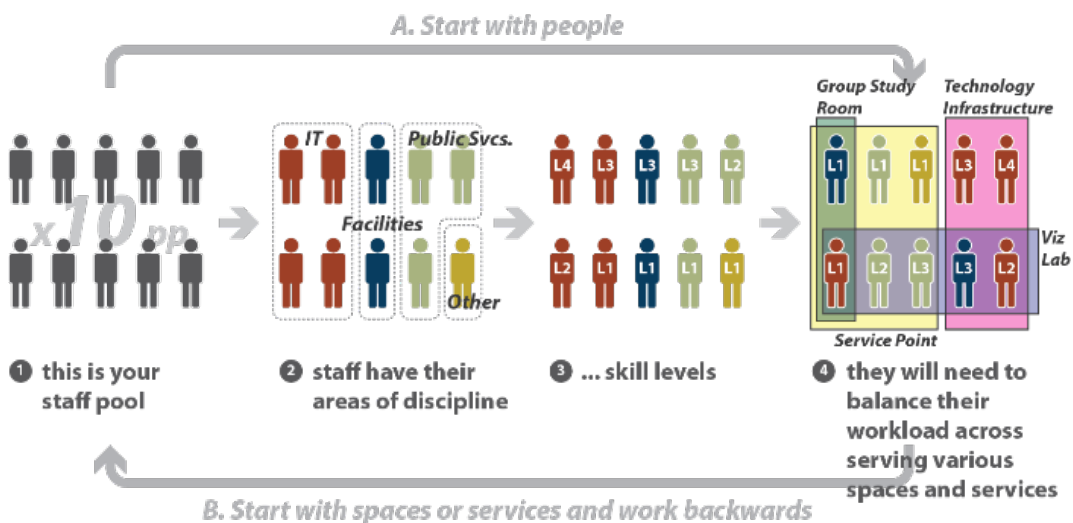 A. Start with people
Group Study
Room
Technology
Infrastructure
IT
Public Svcs.
L4 L3 L3 L3 L2
L1 L1 L1 L3 L4
x10 pp.
Facilities
Other
L2 L1 L1 L1 L1
L1 L2 L3 L3 L2
Viz
Lab
Service Point
1 this is your
staff pool
2 staff have their
areas of discipline
3 ... skill levels
4 they will need to
balance their
workload across
serving various
spaces and services
B. Start with spaces or services and work backwards